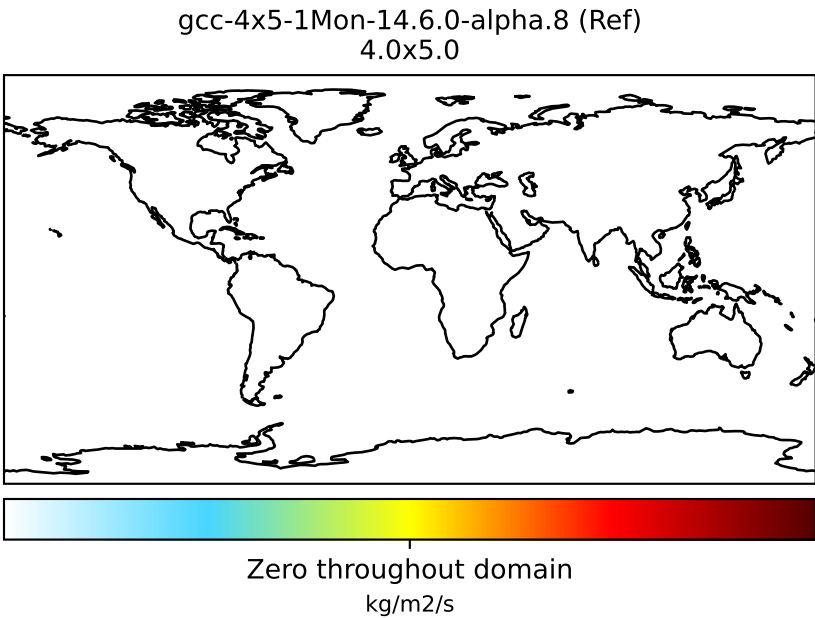 gcc-4x5-1Mon-14.6.0-alpha.8 (Ref)
4.0x5.0
Zero throughout domain
kg/m2/s